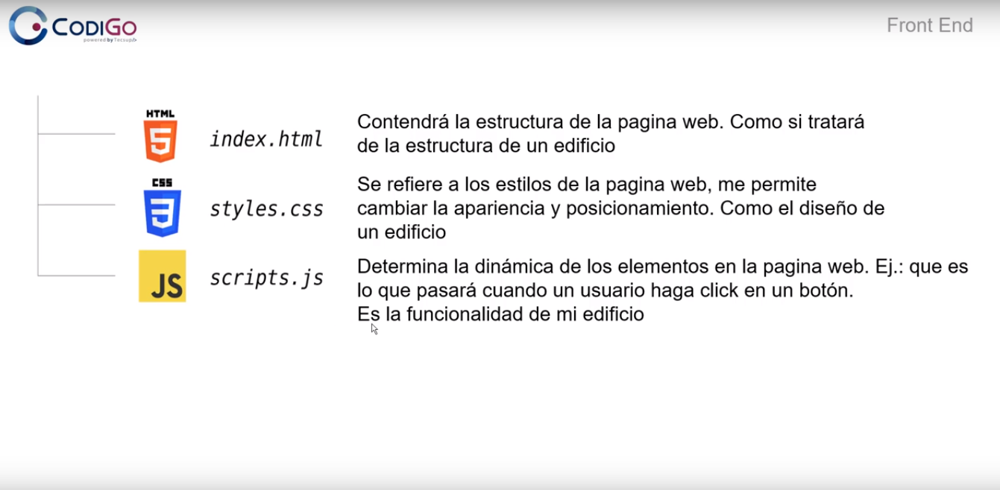 CODIGO
powered by Tecsup
Front End
HTML
5
index.html
Contendrá la estructura de la pagina web. Como si tratará
de la estructura de un edificio
CSS
3
styles.css
Se refiere a los estilos de la pagina web, me permite
cambiar la apariencia y posicionamiento. Como el diseño de
un edificio
JS
scripts.js
Determina la dinámica de los elementos en la pagina web. Ej.: que es
lo que pasará cuando un usuario haga click en un botón.
Es la funcionalidad de mi edificio